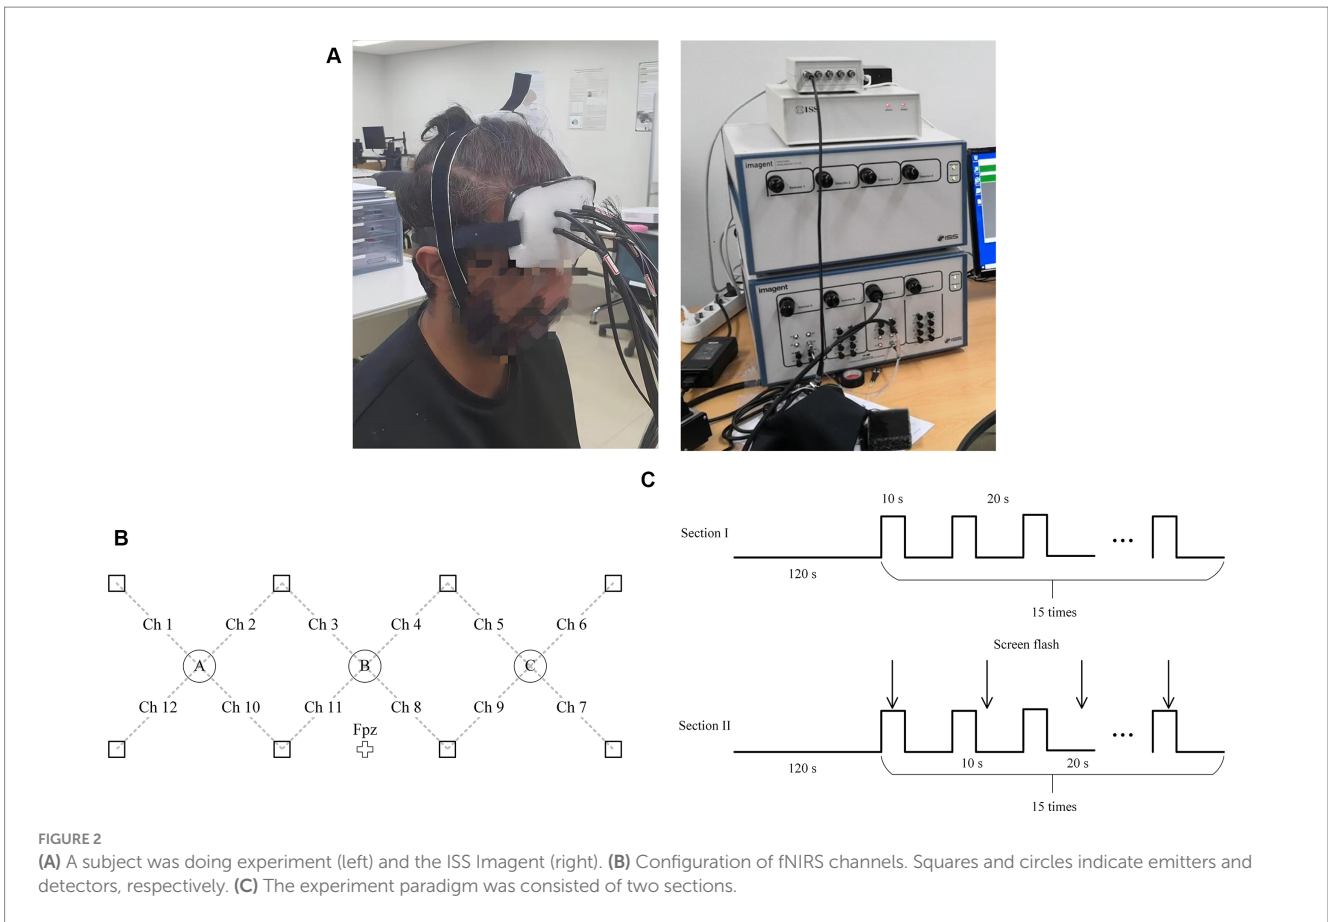 A
ISS
imagent
ISS
imagent
C
10 s
20 s
Section I
120 s
15 times
B
Ch 1
Ch 2
Ch 3
Ch 4
Ch 5
Ch 6
A
B
C
Ch 12
Ch 10
Ch 11
Ch 8
Ch 9
Ch 7
Fpz
Screen flash
Section II
120 s
10 s
20 s
15 times
FIGURE 2
(A) A subject was doing experiment (left) and the ISS Imagent (right). (B) Configuration of fNIRS channels. Squares and circles indicate emitters and
detectors, respectively. (C) The experiment paradigm was consisted of two sections.